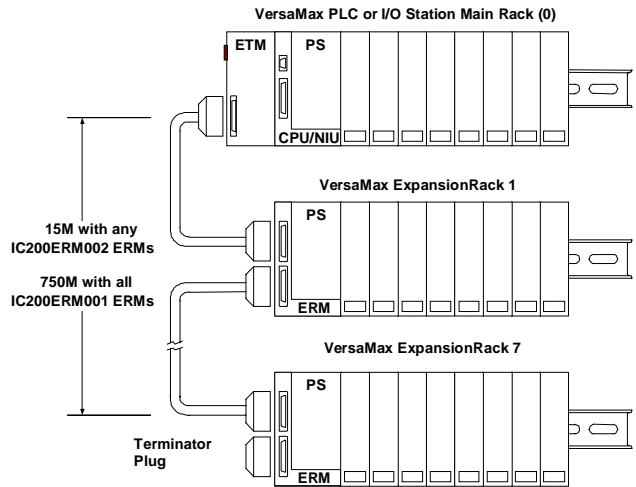 VersaMax PLC or I/O Station Main Rack (0)
ETM
PS
CPU/NIU
VersaMax ExpansionRack 1
PS
15M with any
IC200ERM002 ERMs
750M with all
IC200ERM001 ERMs
ERM
VersaMax ExpansionRack 7
PS
Terminator
Plug
ERM